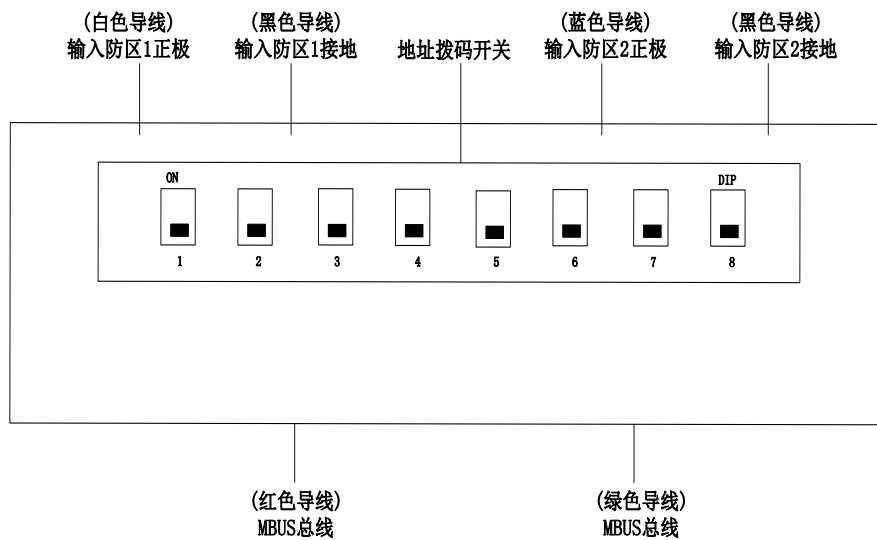 (白色导线)
输入防区1正极
(黑色导线)
输入防区1接地
地址拨码开关
(蓝色导线)
输入防区2正极
(黑色导线)
输入防区2接地
ON
DIP
1 2 3 4 5 6 7 8
(红色导线)
MBUS总线
(绿色导线)
MBUS总线